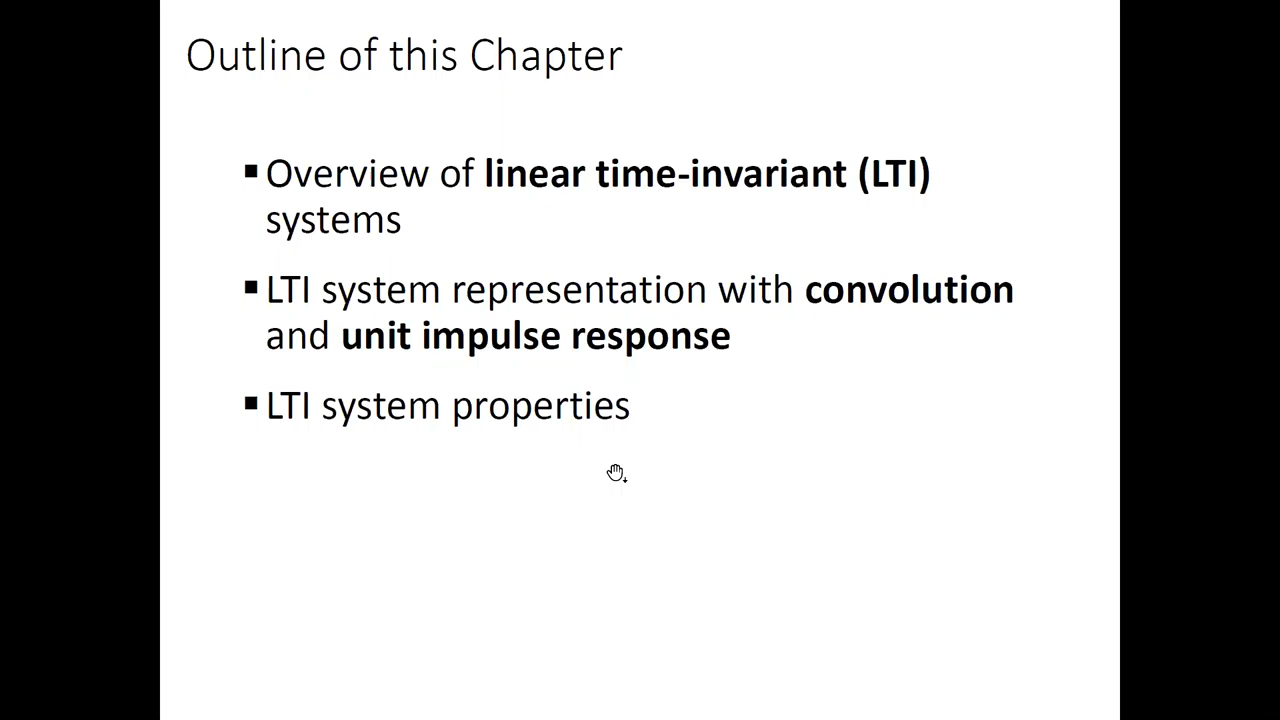 Outline of this Chapter
▪ Overview of linear time-invariant (LTI)
systems
▪ LTI system representation with convolution
and unit impulse response
▪ LTI system properties